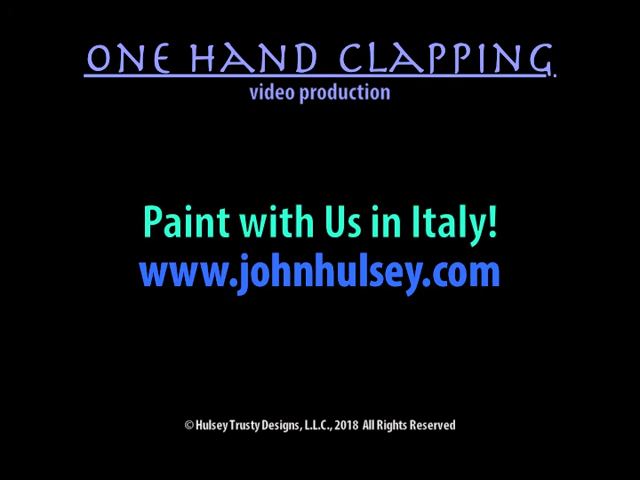 ONE HAND CLAPPING
video production
Paint with Us in Italy!
www.johnhulsey.com
© Hulsey Trusty Designs, L.L.C., 2018 All Rights Reserved